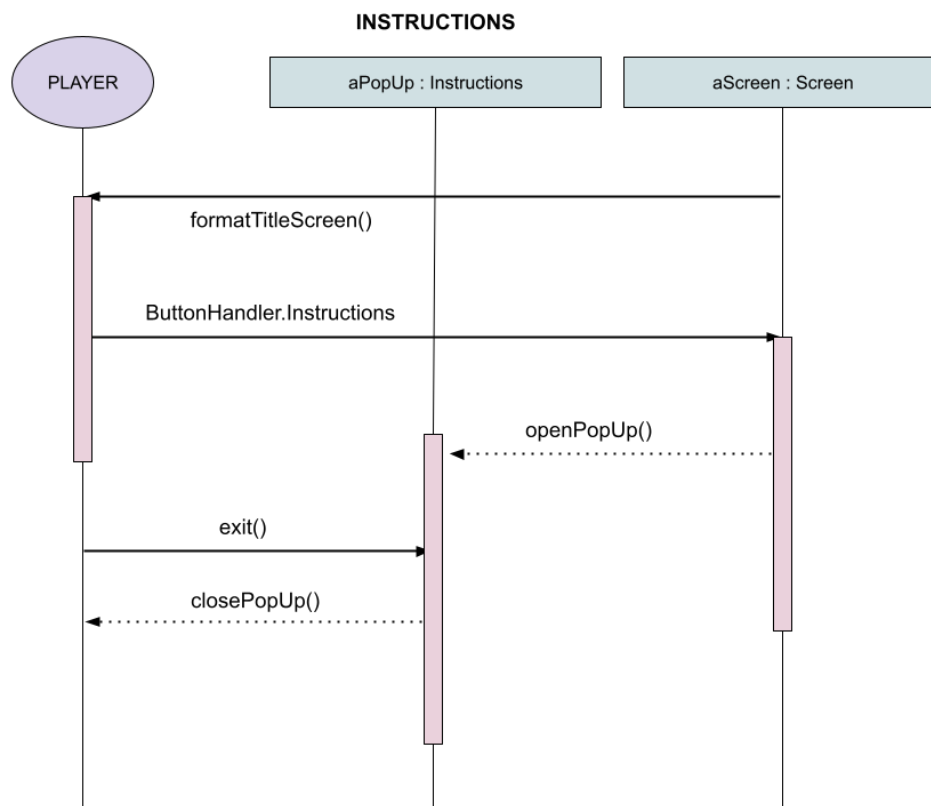 INSTRUCTIONS
PLAYER
aPopUp : Instructions
aScreen : Screen
formatTitleScreen()
ButtonHandler.Instructions
openPopUp()
exit()
closePopUp()